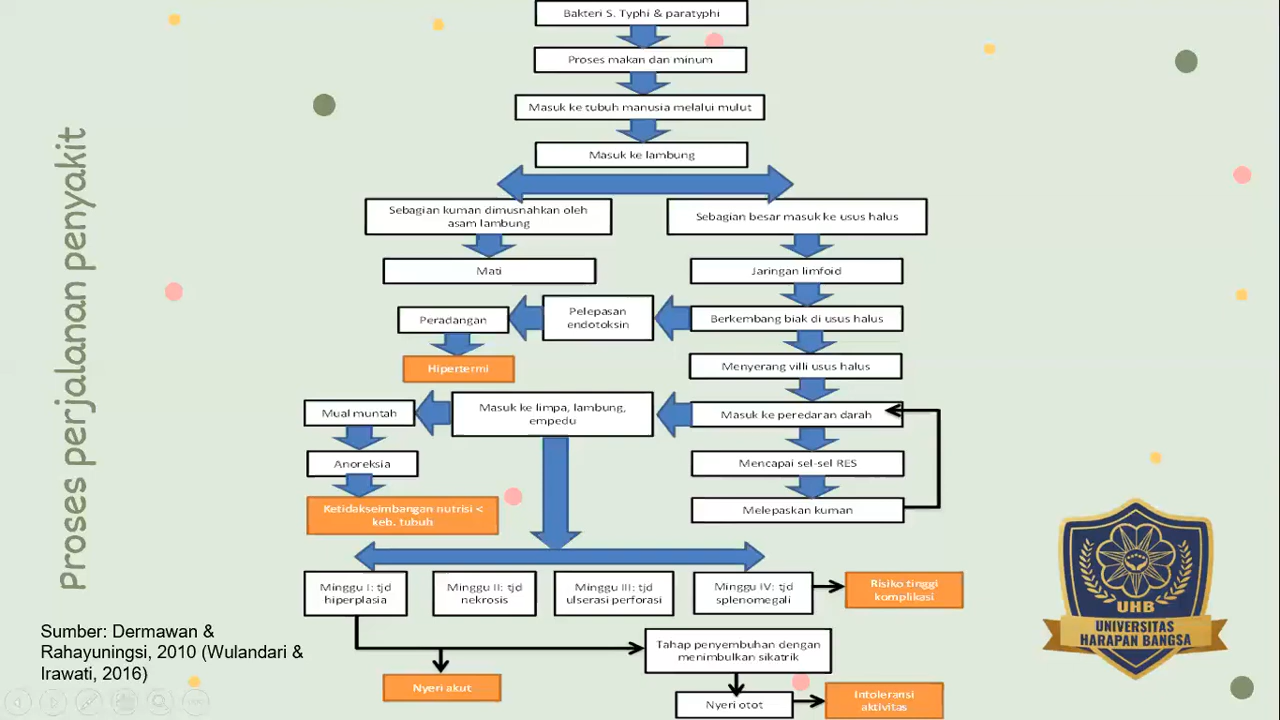 Proses perjalanan penyakit
Bakteri S. Typhi & paratyphi
Proses makan dan minum
Masuk ke tubuh manusia melalui mulut
Masuk ke lambung
Sebagian kuman dimusnahkan oleh
asam lambung
Sebagian besar masuk ke usus halus
Mati
Jaringan limfoid
Peradangan
Pelepasan
endotoksin
Berkembang biak di usus halus
Hipertermi
Menyerang villi usus halus
Mual muntah
Masuk ke limpa, lambung,
empedu
Masuk ke peredaran darah
Anoreksia
Mencapai sel-sel RES
Ketidakseimbangan nutrisi <
keb. tubuh
Melepaskan kuman
Minggu I: tjd
hiperplasia
Minggu II: tjd
nekrosis
Minggu III: tjd
ulserasi perforasi
Minggu IV: tjd
splenomegali
Risiko tinggi
komplikasi
Tahap penyembuhan dengan
menimbulkan sikatrik
Nyeri akut
Nyeri otot
Intoleransi
aktivitas
Sumber: Dermawan &
Rahayuningsi, 2010 (Wulandari &
Irawati, 2016)
UHB
UNIVERSITAS
HARAPAN BANGSA